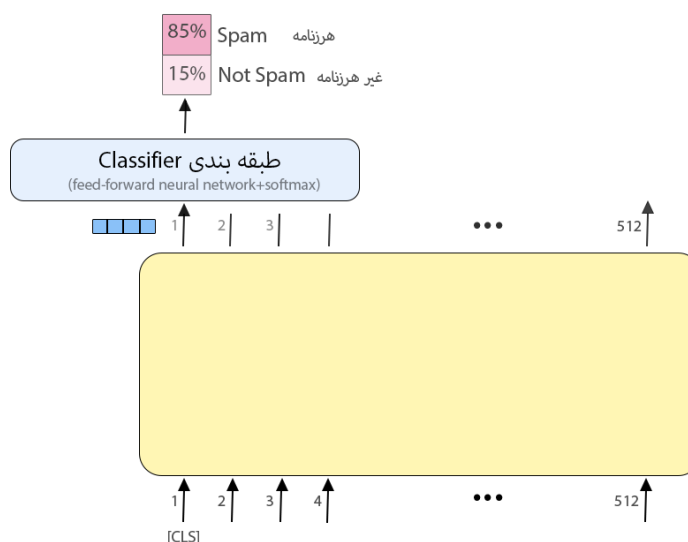 85% Spam هرزنامه
15% Not Spam غیر هرزنامه
طبقه بندی Classifier
(feed-forward neural network+softmax)
1 2 3 ••• 512
1 2 3 4 ••• 512
[CLS]